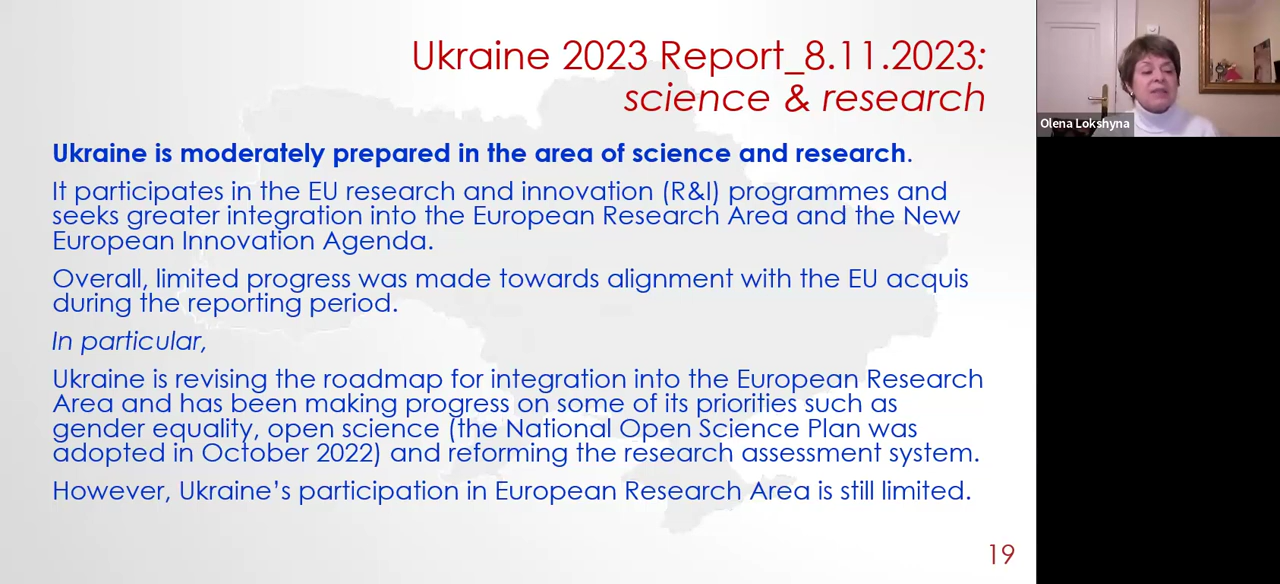 Ukraine 2023 Report_8.11.2023:
science & research
Olena Lokshyna
Ukraine is moderately prepared in the area of science and research.
It participates in the EU research and innovation (R&I) programmes and
seeks greater integration into the European Research Area and the New
European Innovation Agenda.
Overall, limited progress was made towards alignment with the EU acquis
during the reporting period.
In particular,
Ukraine is revising the roadmap for integration into the European Research
Area and has been making progress on some of its priorities such as
gender equality, open science (the National Open Science Plan was
adopted in October 2022) and reforming the research assessment system.
However, Ukraine’s participation in European Research Area is still limited.
19